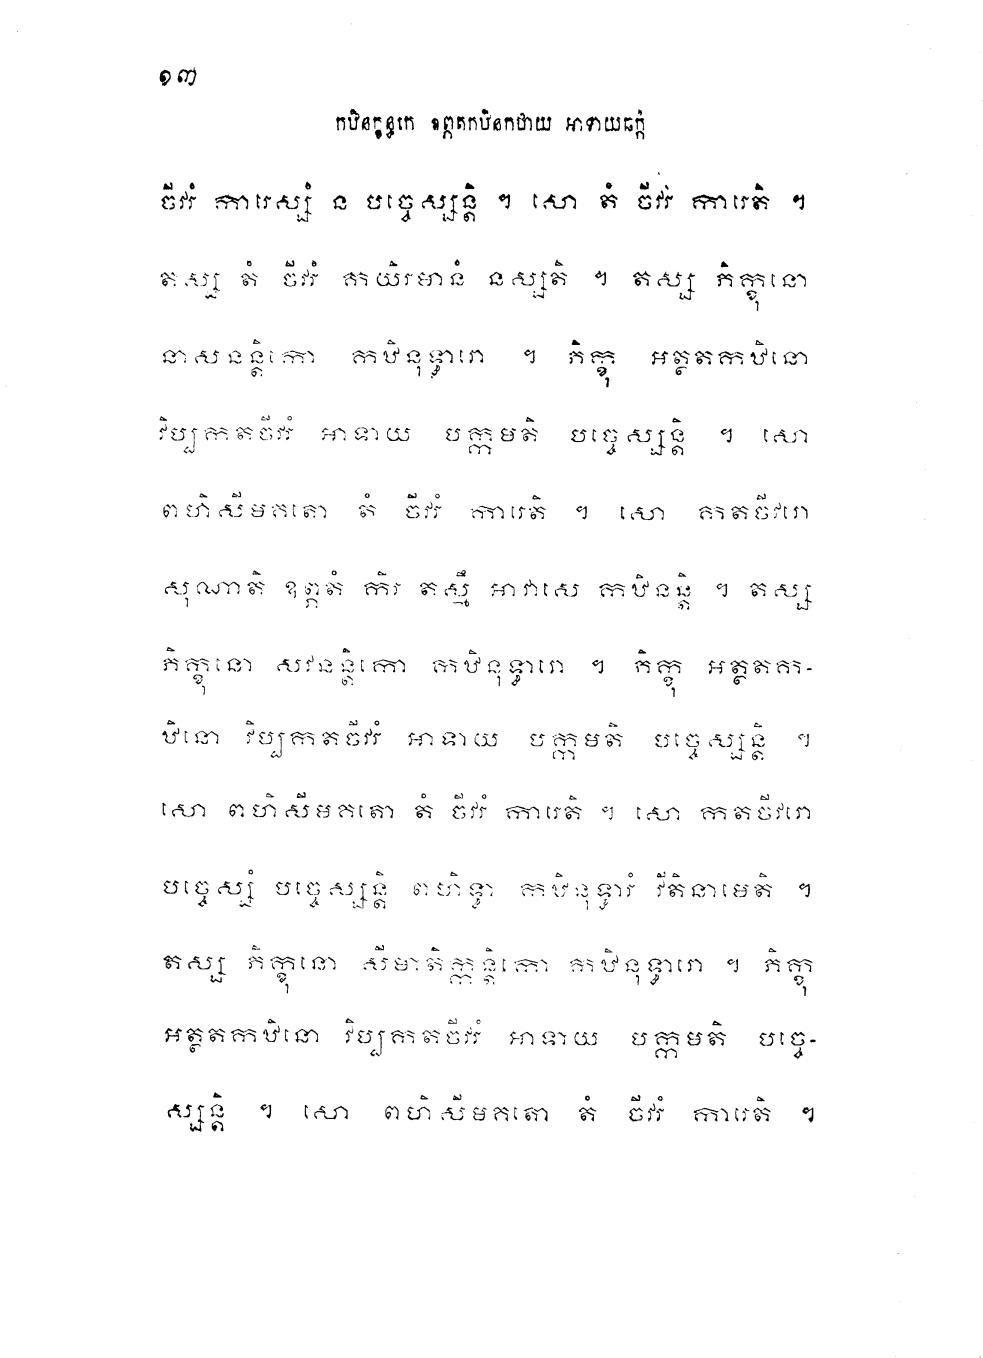 ១៣
កឋិនក្ខន្ធកេ ឧព្ភតកឋិនកថាយ អាទាយឆក្កំ
ចីវរំ ការេស្សំ ន បច្ចេស្សន្តិ ។ សោ តំ ចីវរំ ការេតិ ។
តស្ស តំ ចីវរំ កយិរមានំ នស្សតិ ។ តស្ស ភិក្ខុនោ
នាសនន្តិកោ កឋិនុទ្ធារោ ។ ភិក្ខុ អត្ថតកឋិនោ
វិប្បកតចីវរំ អាទាយ បក្កមតិ បច្ចេស្សន្តិ ។ សោ
ពហិសីមគតោ តំ ចីវរំ ការេតិ ។ សោ កតចីវរោ
សុណាតិ ឧព្ភតំ កិរ តស្មឹ អាវាសេ កឋិនន្តិ ។ តស្ស
ភិក្ខុនោ សវនន្តិកោ កឋិនុទ្ធារោ ។ ភិក្ខុ អត្ថតក-
ឋិនោ វិប្បកតចីវរំ អាទាយ បក្កមតិ បច្ចេស្សន្តិ ។
សោ ពហិសីមគតោ តំ ចីវរំ ការេតិ ។ សោ កតចីវរោ
បច្ចេស្សំ បច្ចេស្សន្តិ ពហិទ្ធា កឋិនុទ្ធារំ វីតិនាមេតិ ។
តស្ស ភិក្ខុនោ សីមាតិក្កន្តិកោ កឋិនុទ្ធារោ ។ ភិក្ខុ
អត្ថតកឋិនោ វិប្បកតចីវរំ អាទាយ បក្កមតិ បច្ចេ-
ស្សន្តិ ។ សោ ពហិសីមគតោ តំ ចីវរំ ការេតិ ។